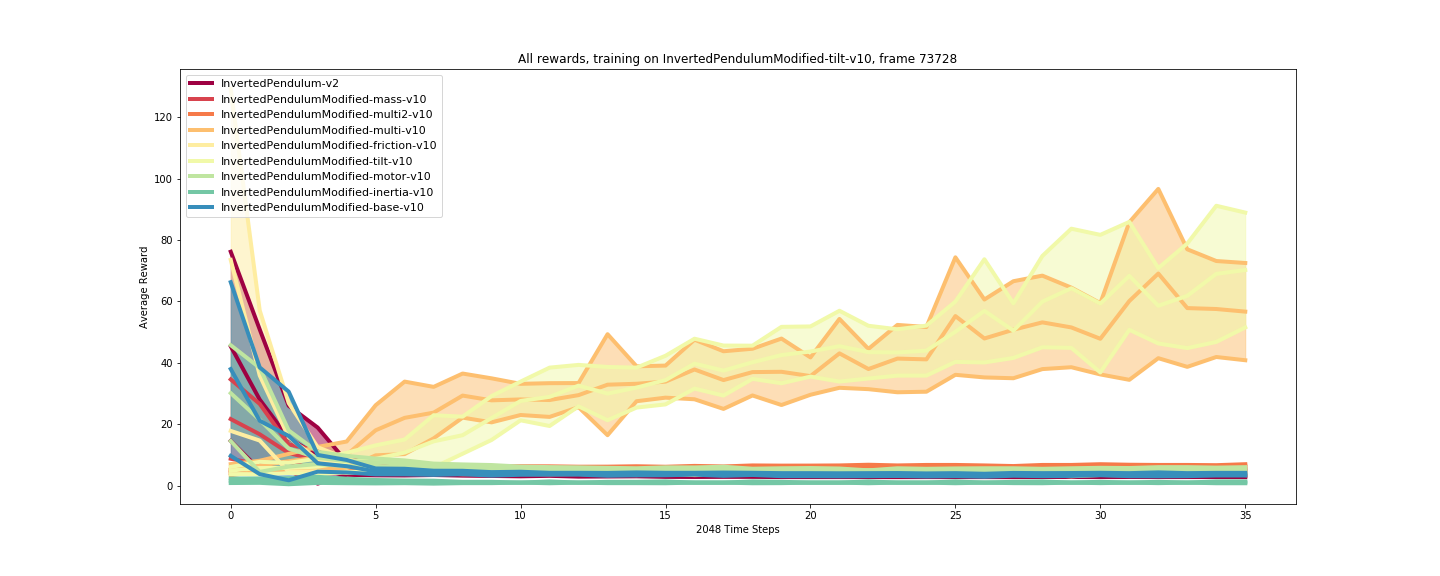 All rewards, training on InvertedPendulumModified-tilt-v10, frame 73728
InvertedPendulum-v2
InvertedPendulumModified-mass-v10
InvertedPendulumModified-multi2-v10
InvertedPendulumModified-multi-v10
InvertedPendulumModified-friction-v10
InvertedPendulumModified-tilt-v10
InvertedPendulumModified-motor-v10
InvertedPendulumModified-inertia-v10
InvertedPendulumModified-base-v10
120
100
80
60
40
20
0
Average Reward
0 5 10 15 20 25 30 35
2048 Time Steps